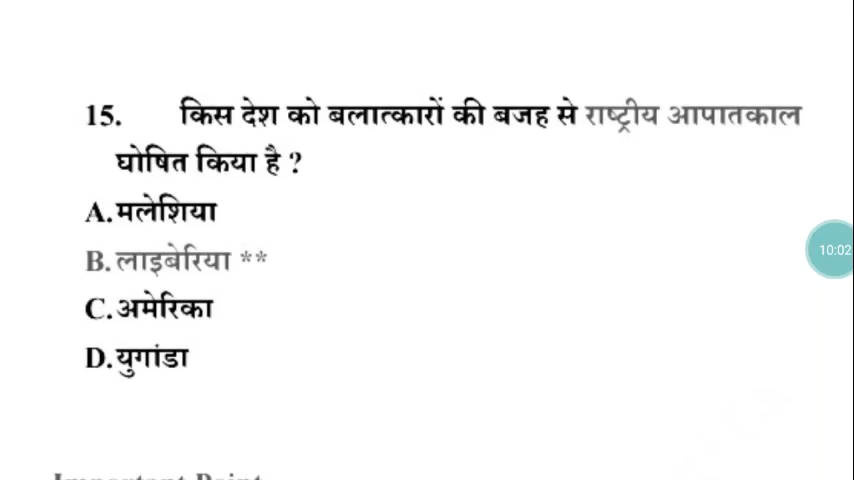 15. किस देश को बलात्कारों की बजह से राष्ट्रीय आपातकाल
घोषित किया है ?
A.मलेशिया
B.लाइबेरिया **
C.अमेरिका
D.युगांडा
10:02
Important Point